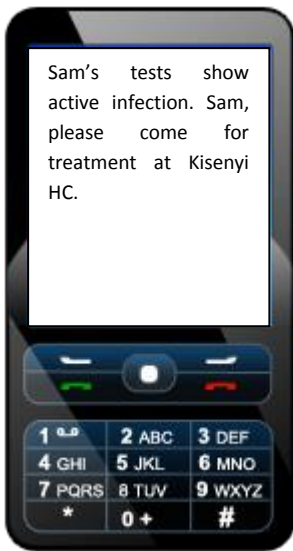 Sam’s tests show
active infection. Sam,
please come for
treatment at Kisenyi
HC.
1 2 ABC 3 DEF
4 GHI 5 JKL 6 MNO
7 PQRS 8 TUV 9 WXYZ
* 0 + #